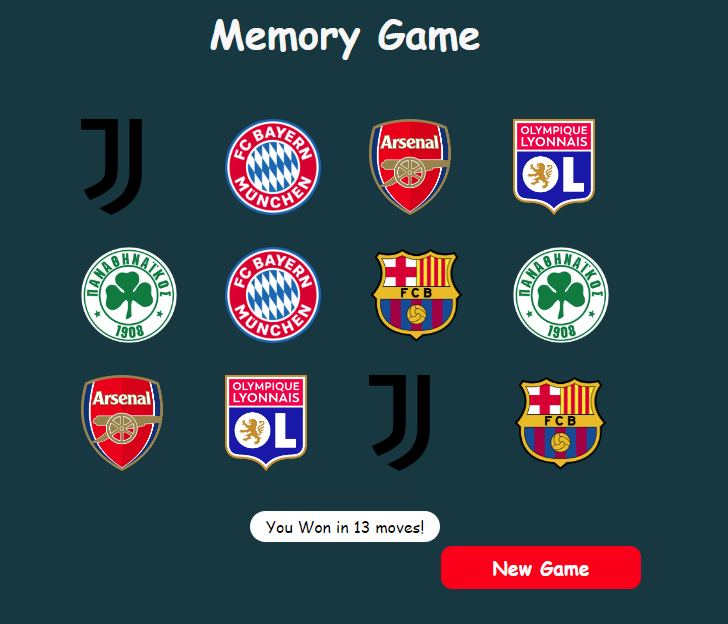 Memory Game
FC BAYERN
MÜNCHEN
Arsenal
OLYMPIQUE
LYONNAIS
OL
ΠΑΝΑΘΗΝΑΪΚΟΣ
1908
FC BAYERN
MÜNCHEN
FCB
ΠΑΝΑΘΗΝΑΪΚΟΣ
1908
Arsenal
OLYMPIQUE
LYONNAIS
OL
FCB
You Won in 13 moves!
New Game